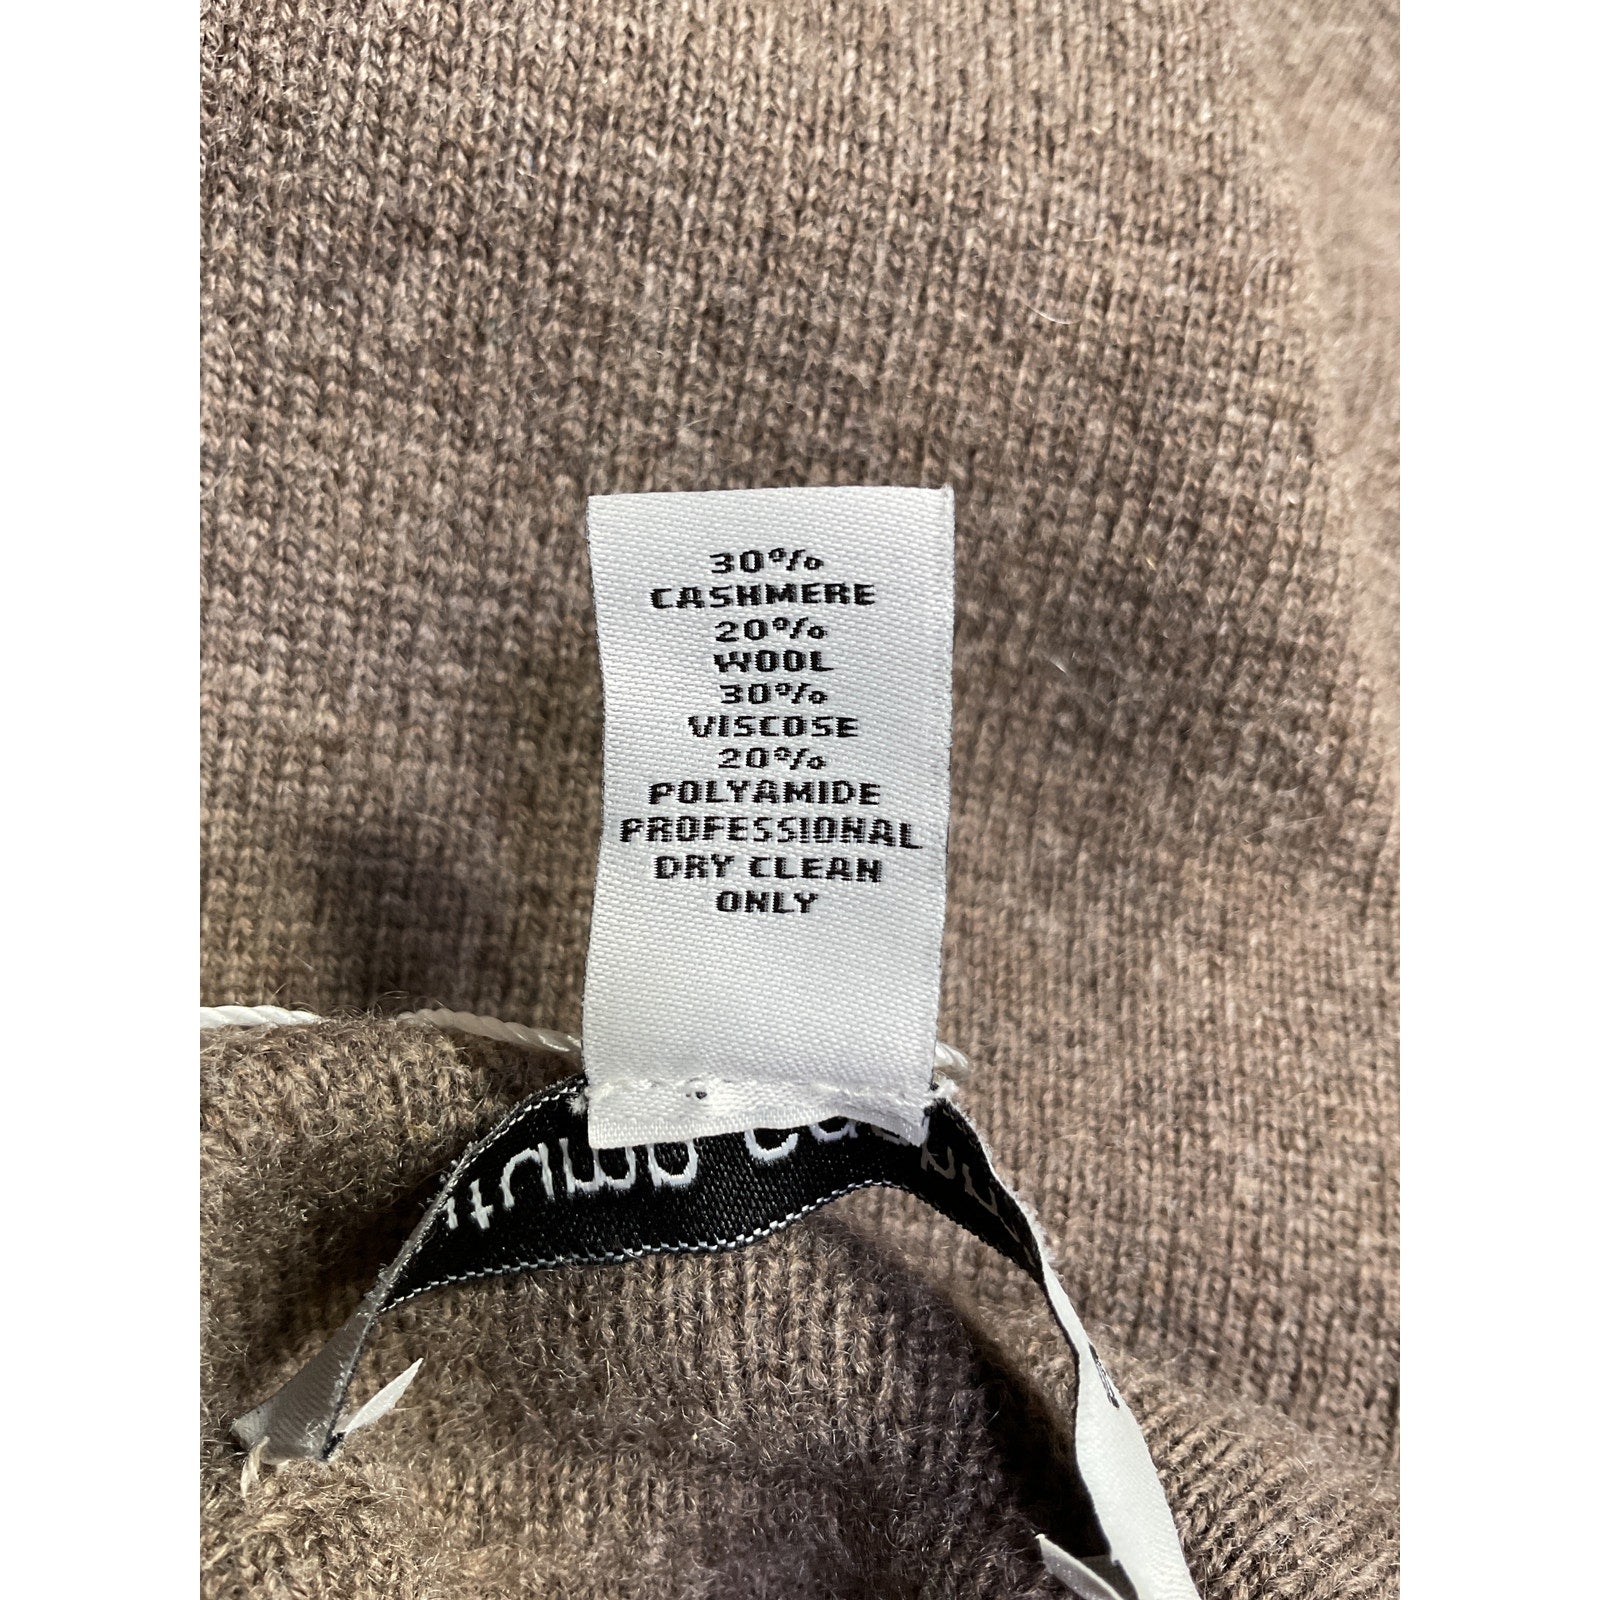 30%
CASHMERE
20%
WOOL
30%
VISCOSE
20%
POLYAMIDE
PROFESSIONAL
DRY CLEAN
ONLY